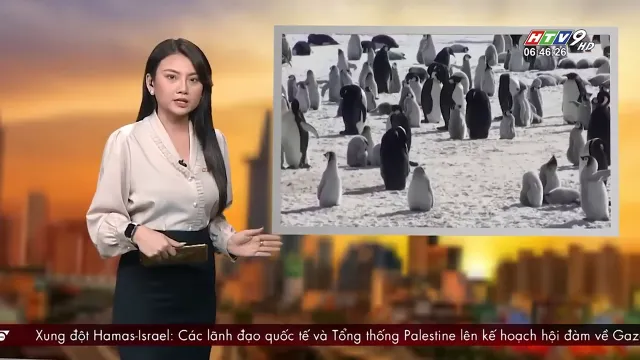 HTV9 HD
06:46:26
Xung đột Hamas-Israel: Các lãnh đạo quốc tế và Tổng thống Palestine lên kế hoạch hội đàm về Gaz